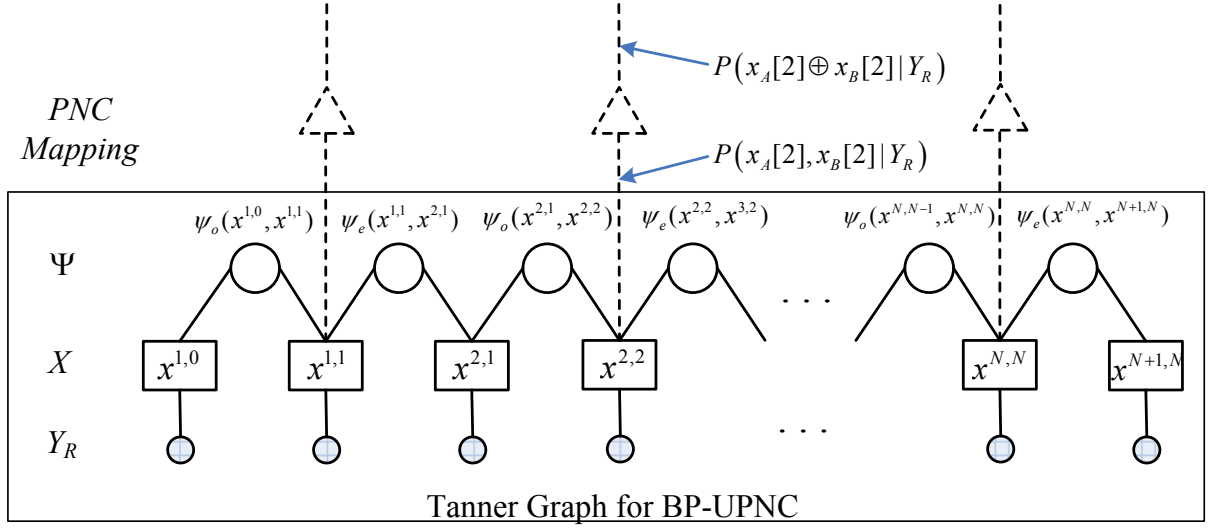 P(x_A[2]⊕x_B[2]|Y_R)
PNC
Mapping
P(x_A[2],x_B[2]|Y_R)
ψ_o(x^{1,0},x^{1,1}) ψ_e(x^{1,1},x^{2,1}) ψ_o(x^{2,1},x^{2,2}) ψ_e(x^{2,2},x^{3,2}) ψ_o(x^{N,N-1},x^{N,N}) ψ_e(x^{N,N},x^{N+1,N})
Ψ
. . .
X x^{1,0} x^{1,1} x^{2,1} x^{2,2} x^{N,N} x^{N+1,N}
Y_R . . .
Tanner Graph for BP-UPNC